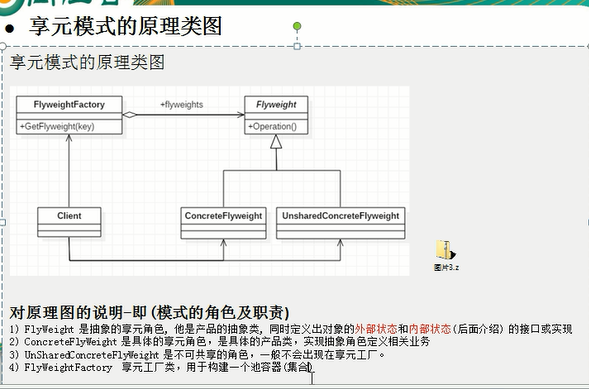 ● 享元模式的原理类图
享元模式的原理类图
FlyweightFactory
+GetFlyweight(key)
+flyweights
Flyweight
+Operation()
Client
ConcreteFlyweight
UnsharedConcreteFlyweight
图片3.z
对原理图的说明-即(模式的角色及职责)
1) FlyWeight 是抽象的享元角色, 他是产品的抽象类, 同时定义出对象的外部状态和内部状态(后面介绍) 的接口或实现
2) ConcreteFlyWeight 是具体的享元角色，是具体的产品类，实现抽象角色定义相关业务
3) UnSharedConcreteFlyWeight 是不可共享的角色，一般不会出现在享元工厂。
4) FlyWeightFactory 享元工厂类，用于构建一个池容器(集合)